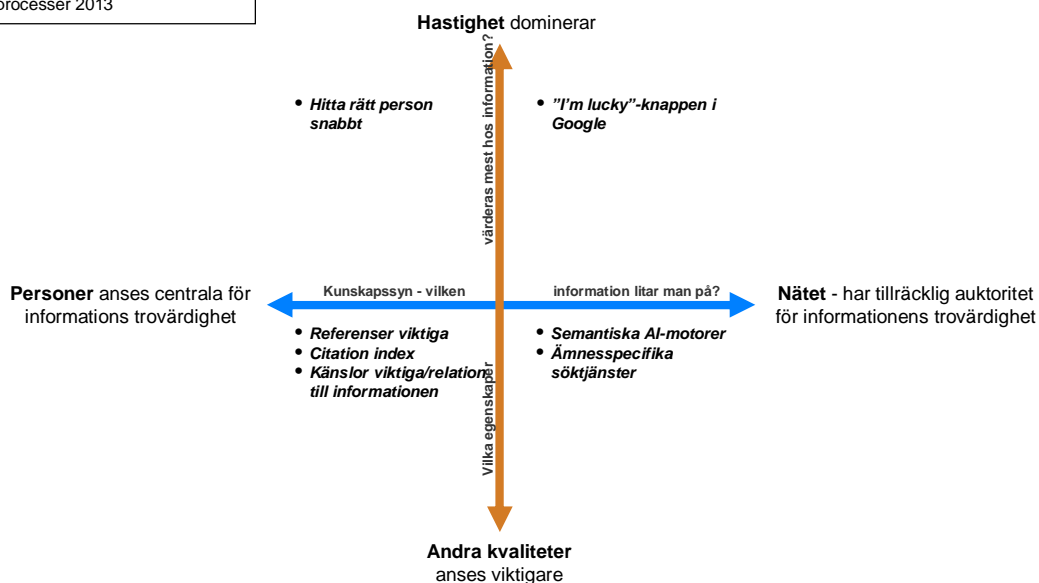 processer 2013
Hastighet dominerar
värderas mest hos information?
• Hitta rätt person
snabbt
• ”I’m lucky”-knappen i
Google
Personer anses centrala för
informations trovärdighet
Kunskapssyn - vilken
information litar man på?
Nätet - har tillräcklig auktoritet
för informationens trovärdighet
• Referenser viktiga
• Citation index
• Känslor viktiga/relation
till informationen
• Semantiska AI-motorer
• Ämnesspecifika
söktjänster
Vilka egenskaper
Andra kvaliteter
anses viktigare